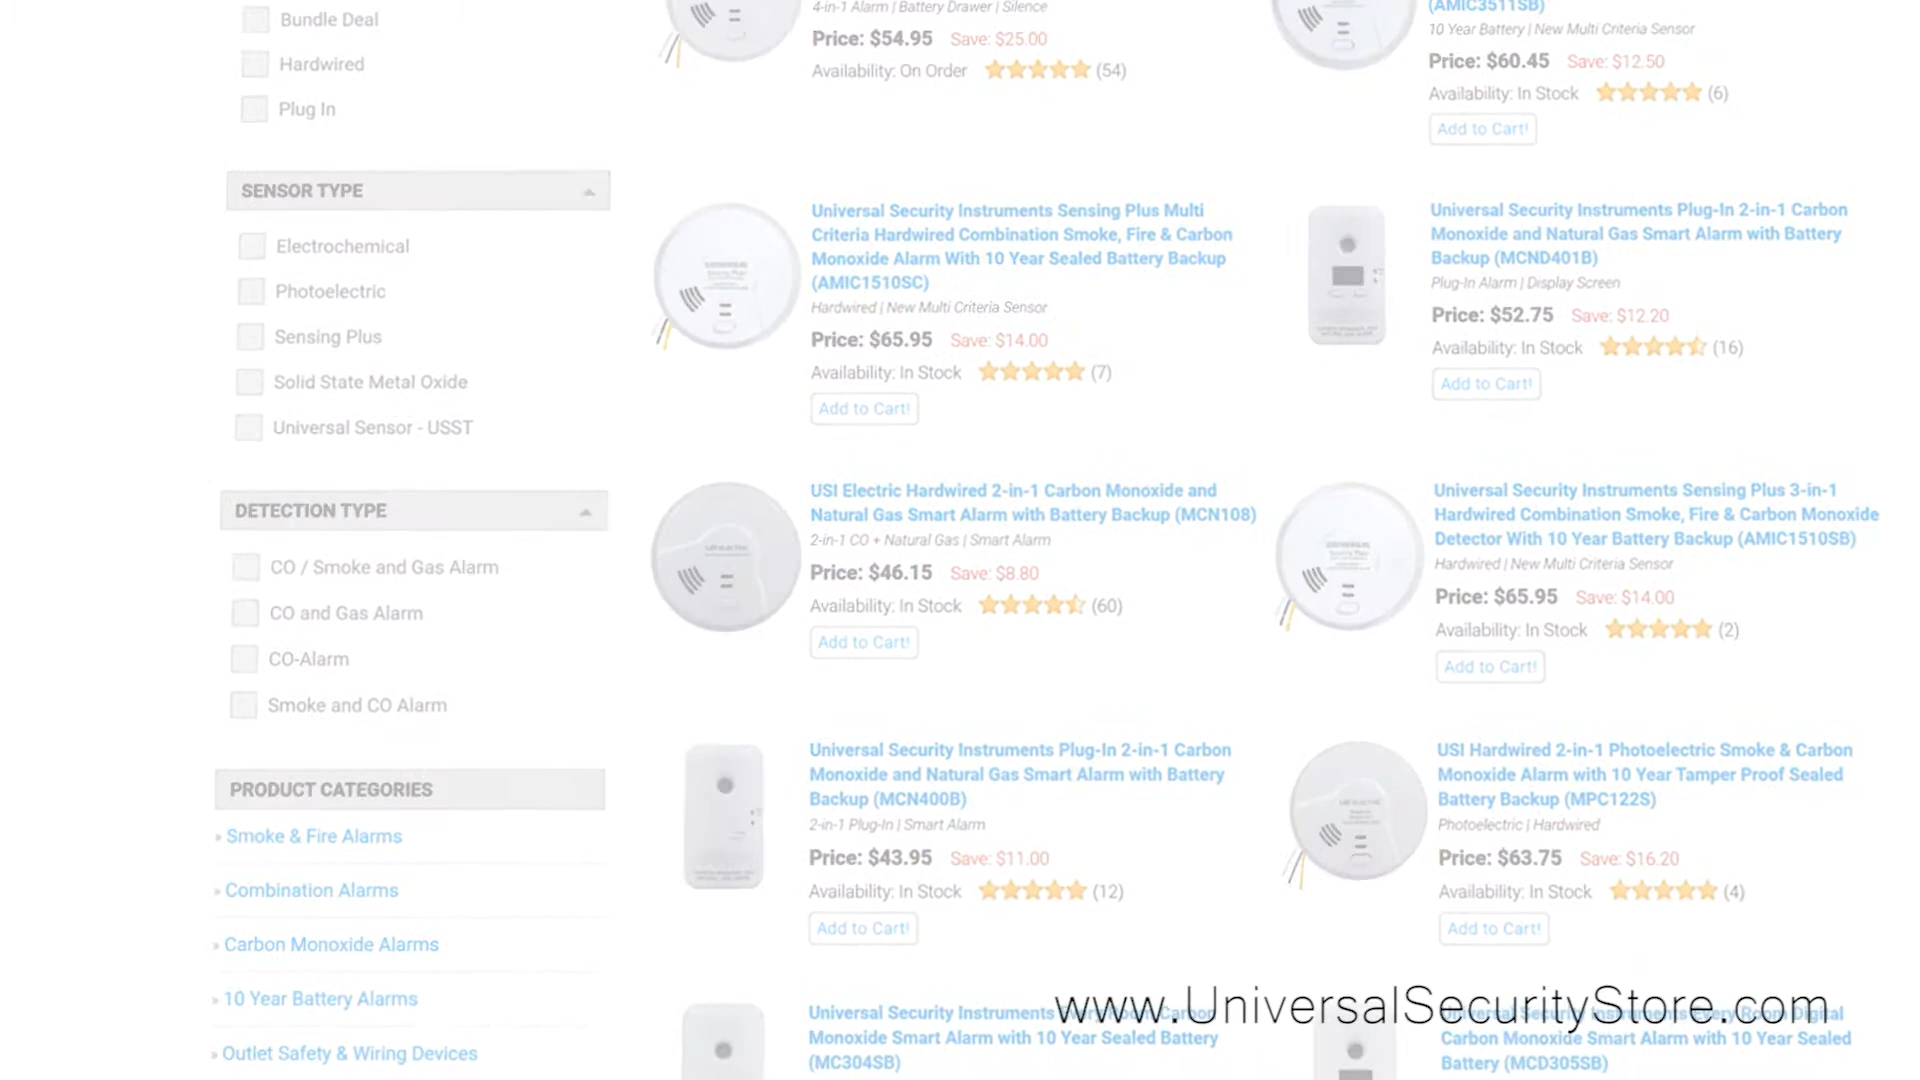 Bundle Deal
Hardwired
Plug In
SENSOR TYPE
Electrochemical
Photoelectric
Sensing Plus
Solid State Metal Oxide
Universal Sensor - USST
DETECTION TYPE
CO / Smoke and Gas Alarm
CO and Gas Alarm
CO-Alarm
Smoke and CO Alarm
PRODUCT CATEGORIES
» Smoke & Fire Alarms
» Combination Alarms
» Carbon Monoxide Alarms
» 10 Year Battery Alarms
» Outlet Safety & Wiring Devices
4-in-1 Alarm | Battery Drawer | Silence
Price: $54.95 Save: $25.00
Availability: On Order (54)
(AMIC3511SB)
10 Year Battery | New Multi Criteria Sensor
Price: $60.45 Save: $12.50
Availability: In Stock (6)
Add to Cart!
Universal Security Instruments Sensing Plus Multi
Criteria Hardwired Combination Smoke, Fire & Carbon
Monoxide Alarm With 10 Year Sealed Battery Backup
(AMIC1510SC)
Hardwired | New Multi Criteria Sensor
Price: $65.95 Save: $14.00
Availability: In Stock (7)
Add to Cart!
Universal Security Instruments Plug-In 2-in-1 Carbon
Monoxide and Natural Gas Smart Alarm with Battery
Backup (MCND401B)
Plug-In Alarm | Display Screen
Price: $52.75 Save: $12.20
Availability: In Stock (16)
Add to Cart!
USI Electric Hardwired 2-in-1 Carbon Monoxide and
Natural Gas Smart Alarm with Battery Backup (MCN108)
2-in-1 CO + Natural Gas | Smart Alarm
Price: $46.15 Save: $8.80
Availability: In Stock (60)
Add to Cart!
Universal Security Instruments Sensing Plus 3-in-1
Hardwired Combination Smoke, Fire & Carbon Monoxide
Detector With 10 Year Battery Backup (AMIC1510SB)
Hardwired | New Multi Criteria Sensor
Price: $65.95 Save: $14.00
Availability: In Stock (2)
Add to Cart!
Universal Security Instruments Plug-In 2-in-1 Carbon
Monoxide and Natural Gas Smart Alarm with Battery
Backup (MCN400B)
2-in-1 Plug-In | Smart Alarm
Price: $43.95 Save: $11.00
Availability: In Stock (12)
Add to Cart!
USI Hardwired 2-in-1 Photoelectric Smoke & Carbon
Monoxide Alarm with 10 Year Tamper Proof Sealed
Battery Backup (MPC122S)
Photoelectric | Hardwired
Price: $63.75 Save: $16.20
Availability: In Stock (4)
Add to Cart!
Universal Security Instruments Every Room Carbon
Monoxide Smart Alarm with 10 Year Sealed Battery
(MC304SB)
Universal Security Instruments Every Room Digital
Carbon Monoxide Smart Alarm with 10 Year Sealed
Battery (MCD305SB)
www.UniversalSecurityStore.com